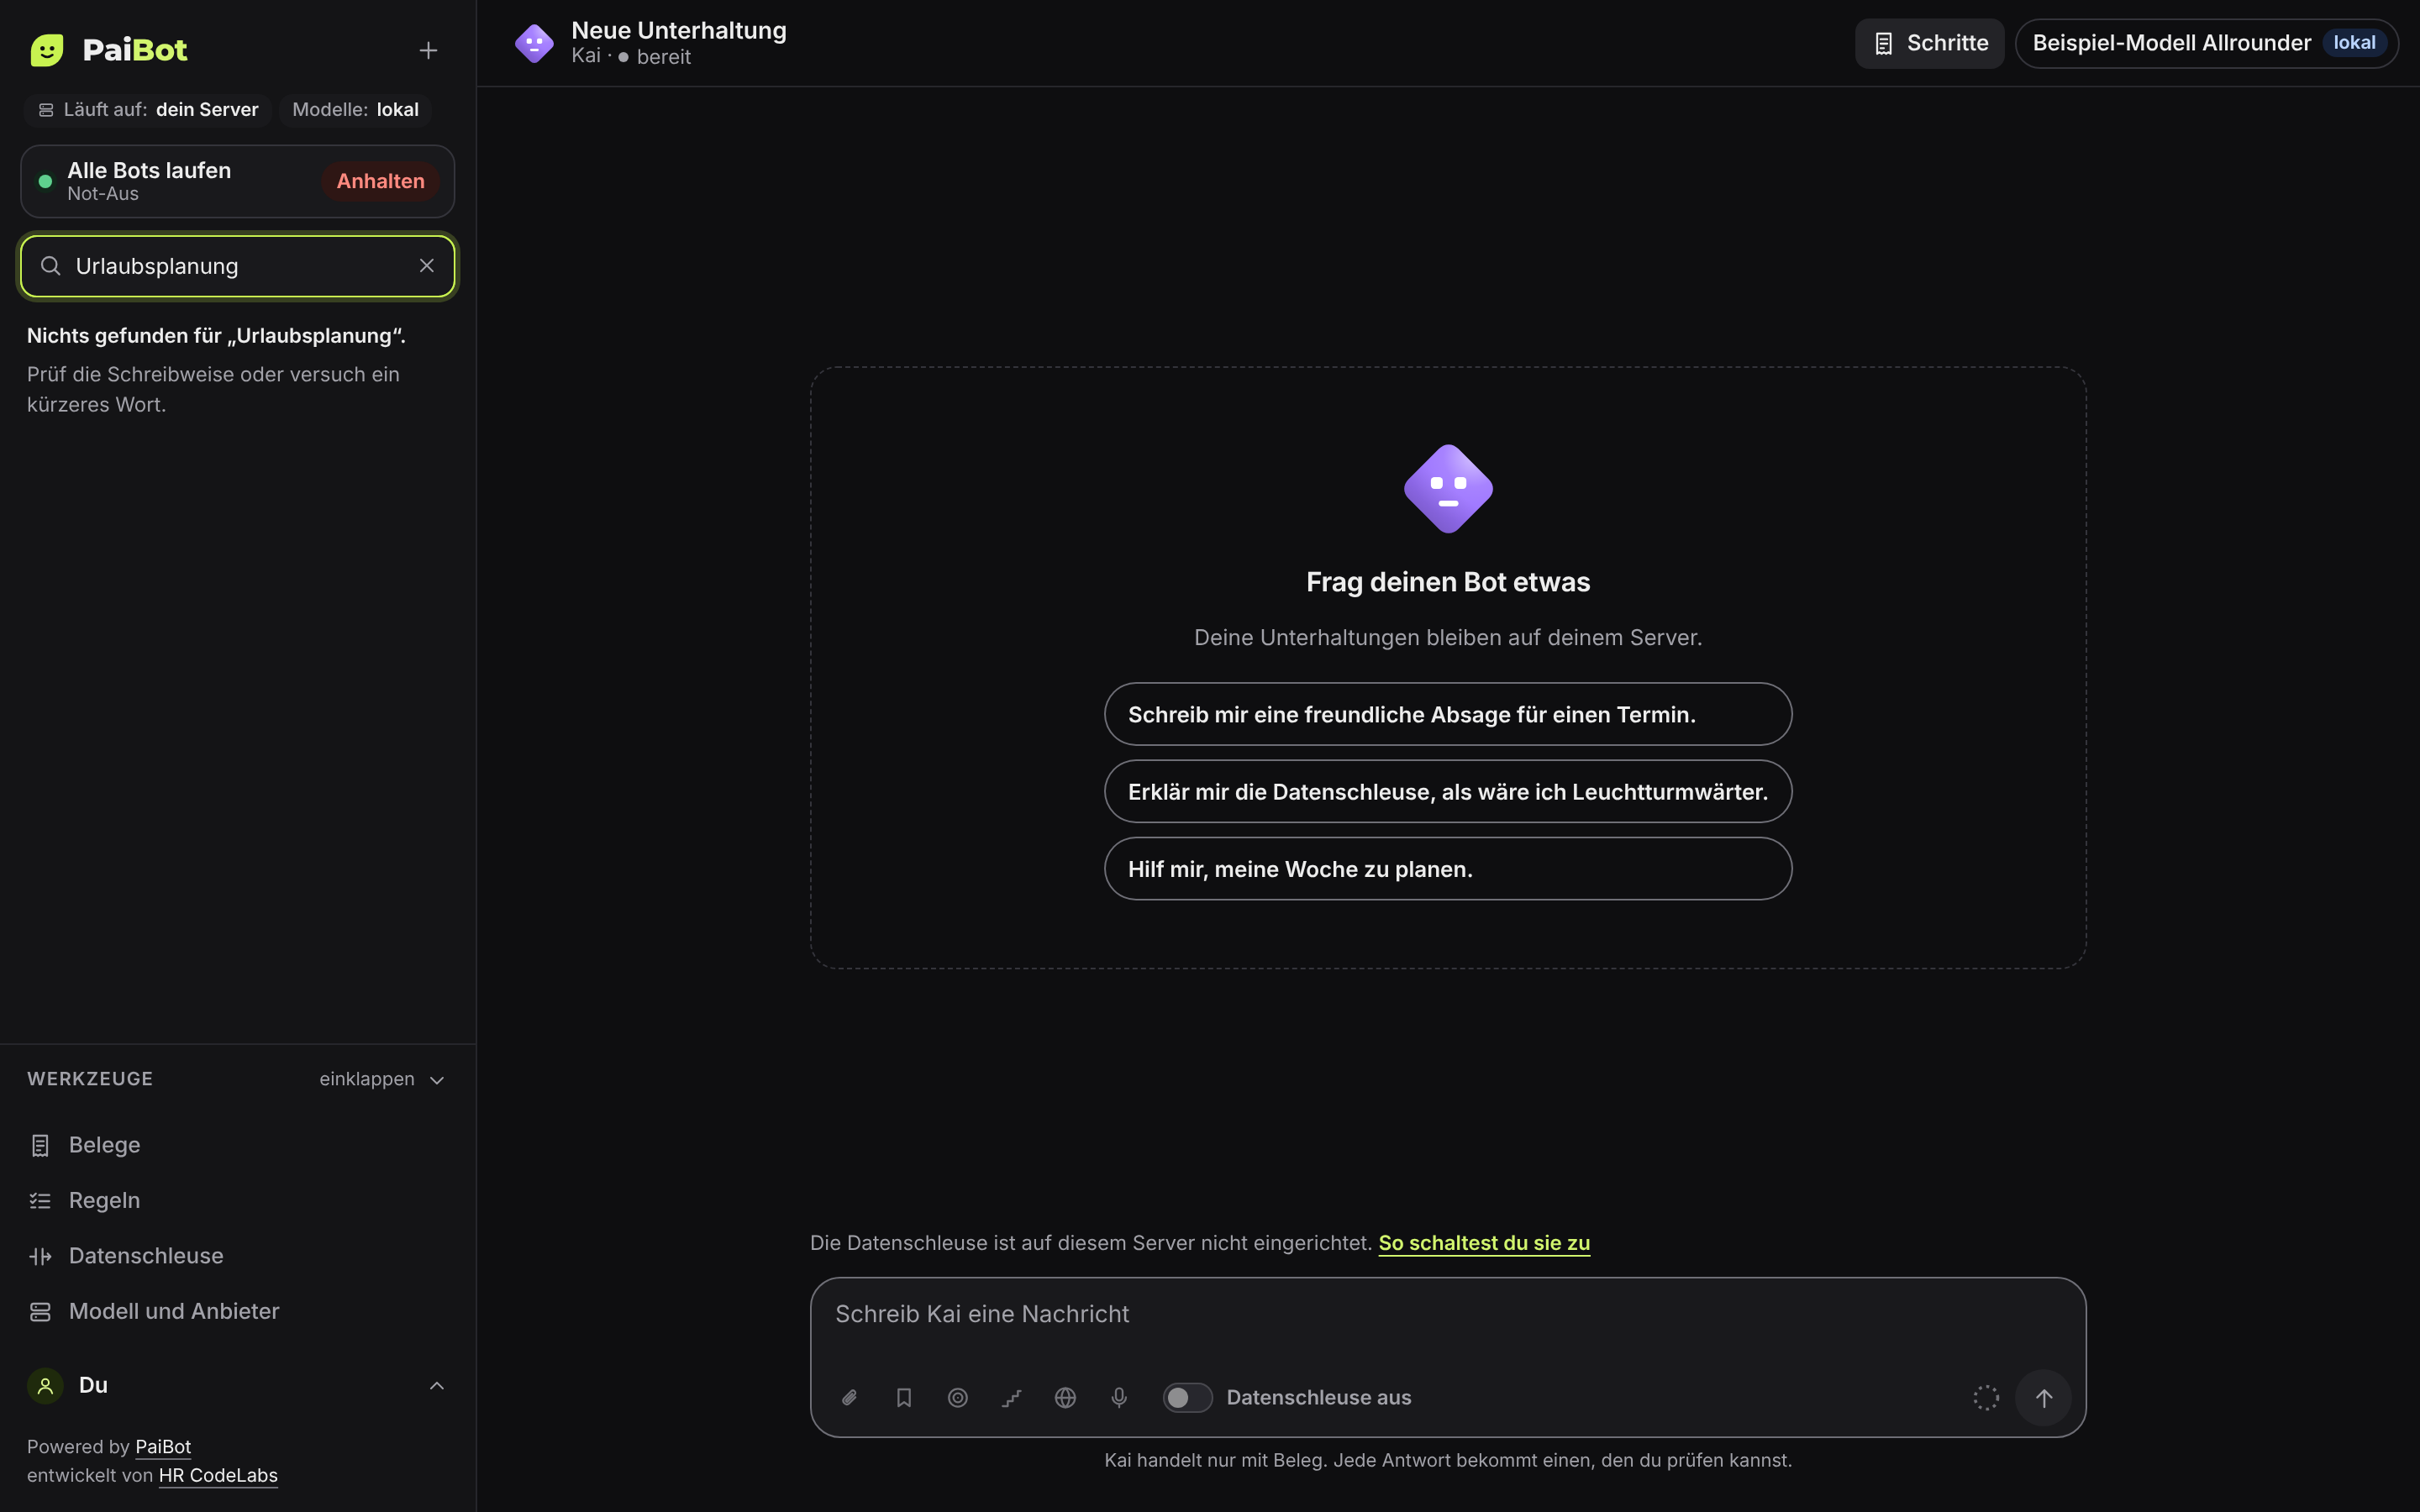 PaiBot
Läuft auf: dein Server
Modelle: lokal
Alle Bots laufen
Not-Aus
Anhalten
Urlaubsplanung
Nichts gefunden für „Urlaubsplanung“.
Prüf die Schreibweise oder versuch ein
kürzeres Wort.
WERKZEUGE
einklappen
Belege
Regeln
Datenschleuse
Modell und Anbieter
Du
Powered by PaiBot
entwickelt von HR CodeLabs
Neue Unterhaltung
Kai · bereit
Schritte
Beispiel-Modell Allrounder lokal
Frag deinen Bot etwas
Deine Unterhaltungen bleiben auf deinem Server.
Schreib mir eine freundliche Absage für einen Termin.
Erklär mir die Datenschleuse, als wäre ich Leuchtturmwärter.
Hilf mir, meine Woche zu planen.
Die Datenschleuse ist auf diesem Server nicht eingerichtet. So schaltest du sie zu
Schreib Kai eine Nachricht
Datenschleuse aus
Kai handelt nur mit Beleg. Jede Antwort bekommt einen, den du prüfen kannst.